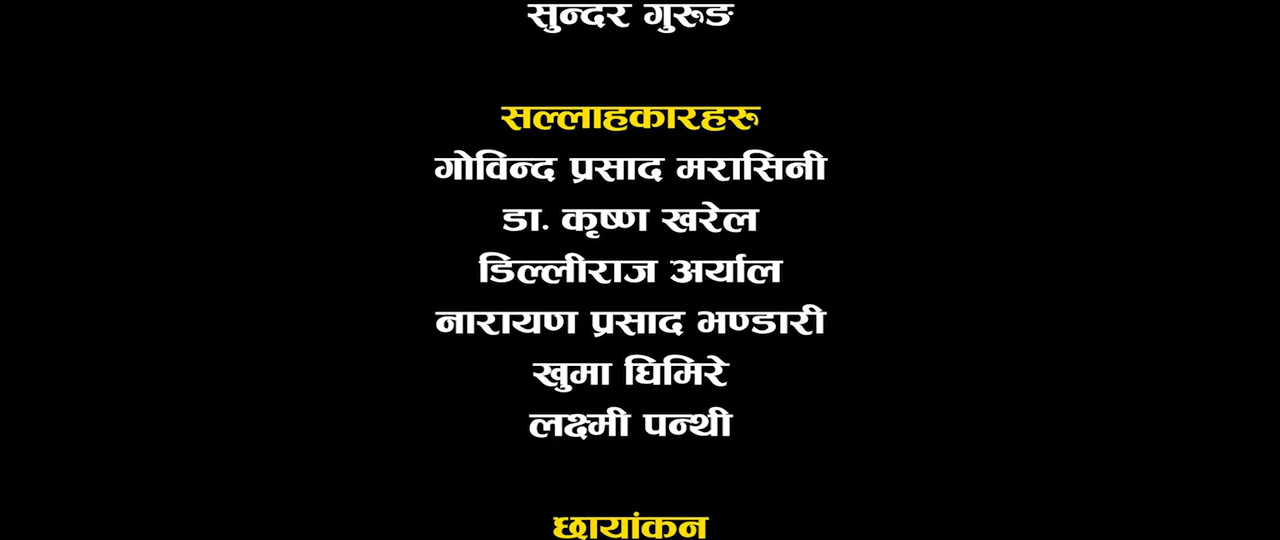 सुन्दर गुरुङ
सल्लाहकारहरू
गोविन्द प्रसाद मरासिनी
डा. कृष्ण खरेल
डिल्लीराज अर्याल
नारायण प्रसाद भण्डारी
खुमा घिमिरे
लक्ष्मी पन्थी
छायांकन